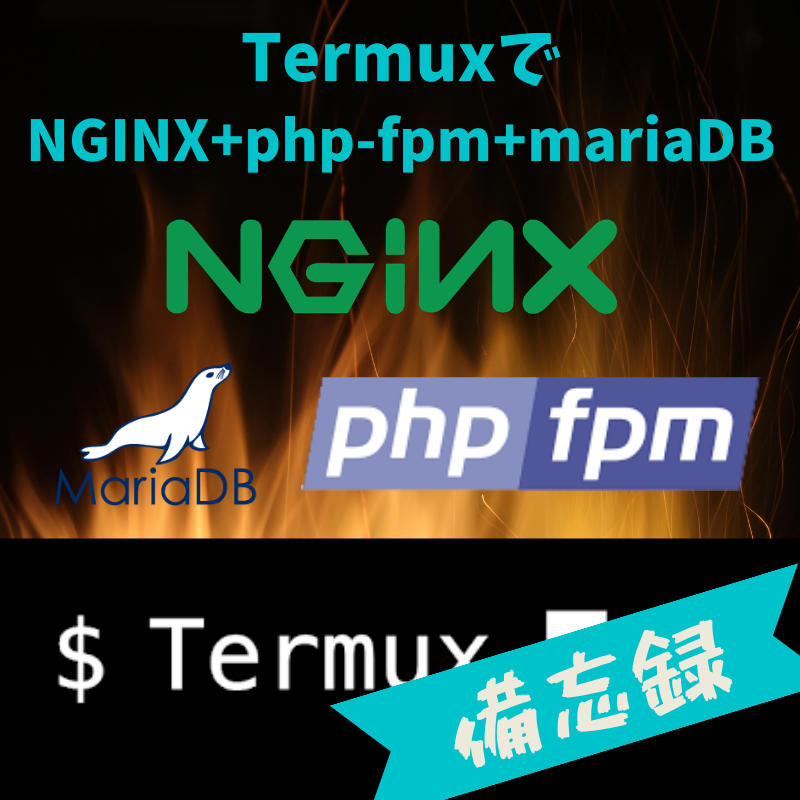 Termuxで
NGINX+php-fpm+mariaDB
NGiNX
MariaDB
php fpm
$ Termux
備忘録